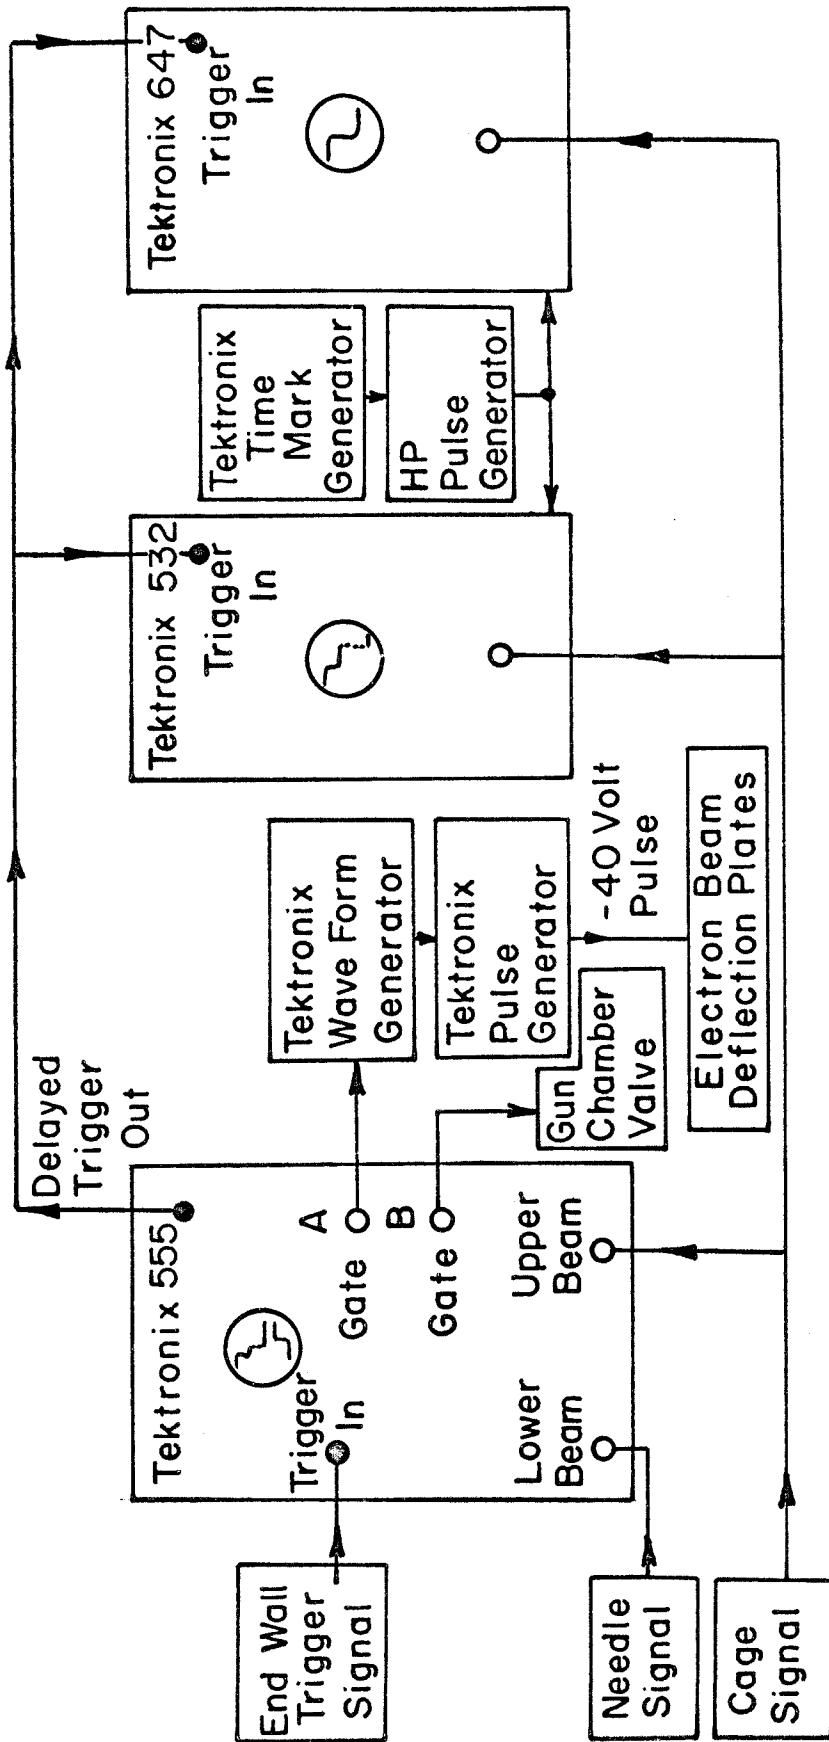 Delayed
Trigger
Out
Tektronix 555
Trigger
In
Gate A
Gate B
Lower
Beam
Upper
Beam
End Wall
Trigger
Signal
Needle
Signal
Cage
Signal
Tektronix
Wave Form
Generator
Tektronix
Pulse
Generator
-40 Volt
Pulse
Gun
Chamber
Valve
Electron Beam
Deflection Plates
Tektronix 532
Trigger
In
Tektronix
Time
Mark
Generator
HP
Pulse
Generator
Tektronix 647
Trigger
In